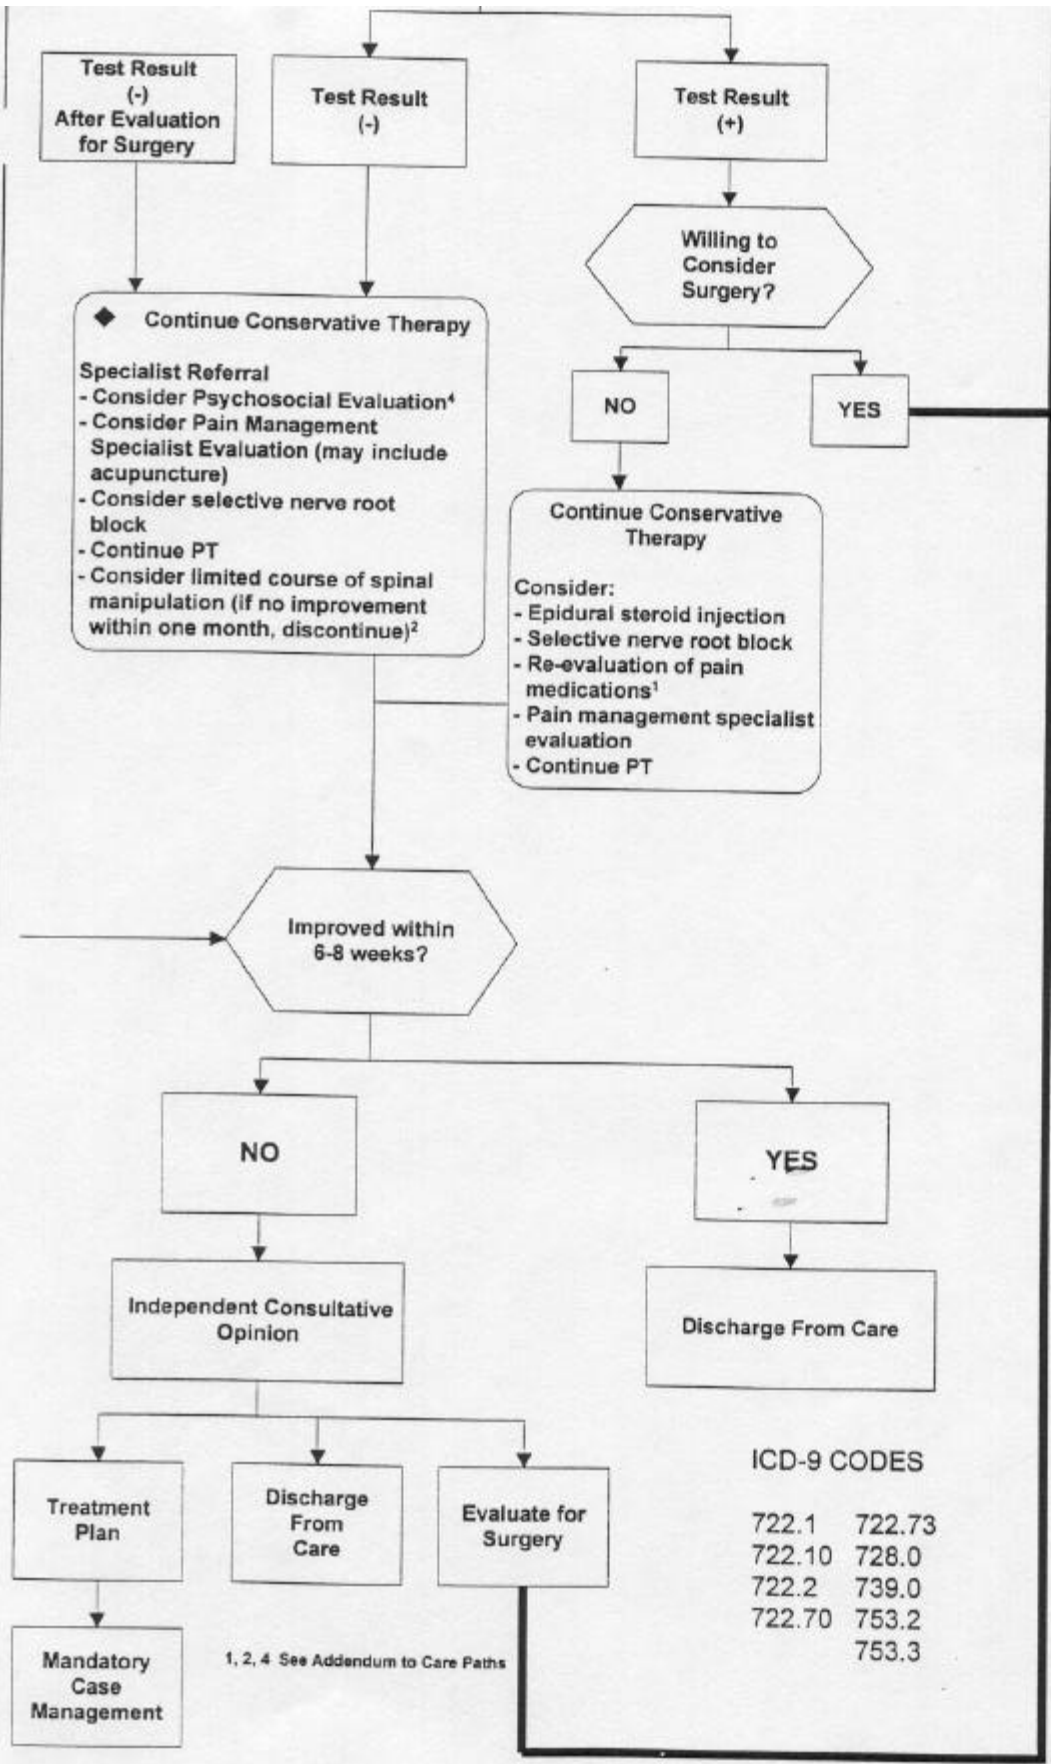 Test Result
(-)
After Evaluation
for Surgery
Test Result
(-)
Test Result
(+)
Willing to
Consider
Surgery?
◆ Continue Conservative Therapy
Specialist Referral
- Consider Psychosocial Evaluation⁴
- Consider Pain Management
Specialist Evaluation (may include
acupuncture)
- Consider selective nerve root
block
- Continue PT
- Consider limited course of spinal
manipulation (if no improvement
within one month, discontinue)²
NO
YES
Continue Conservative
Therapy
Consider:
- Epidural steroid injection
- Selective nerve root block
- Re-evaluation of pain
medications¹
- Pain management specialist
evaluation
- Continue PT
Improved within
6-8 weeks?
NO
YES
Independent Consultative
Opinion
Discharge From Care
Treatment
Plan
Discharge
From
Care
Evaluate for
Surgery
Mandatory
Case
Management
1, 2, 4 See Addendum to Care Paths
ICD-9 CODES
722.1 722.73
722.10 728.0
722.2 739.0
722.70 753.2
753.3